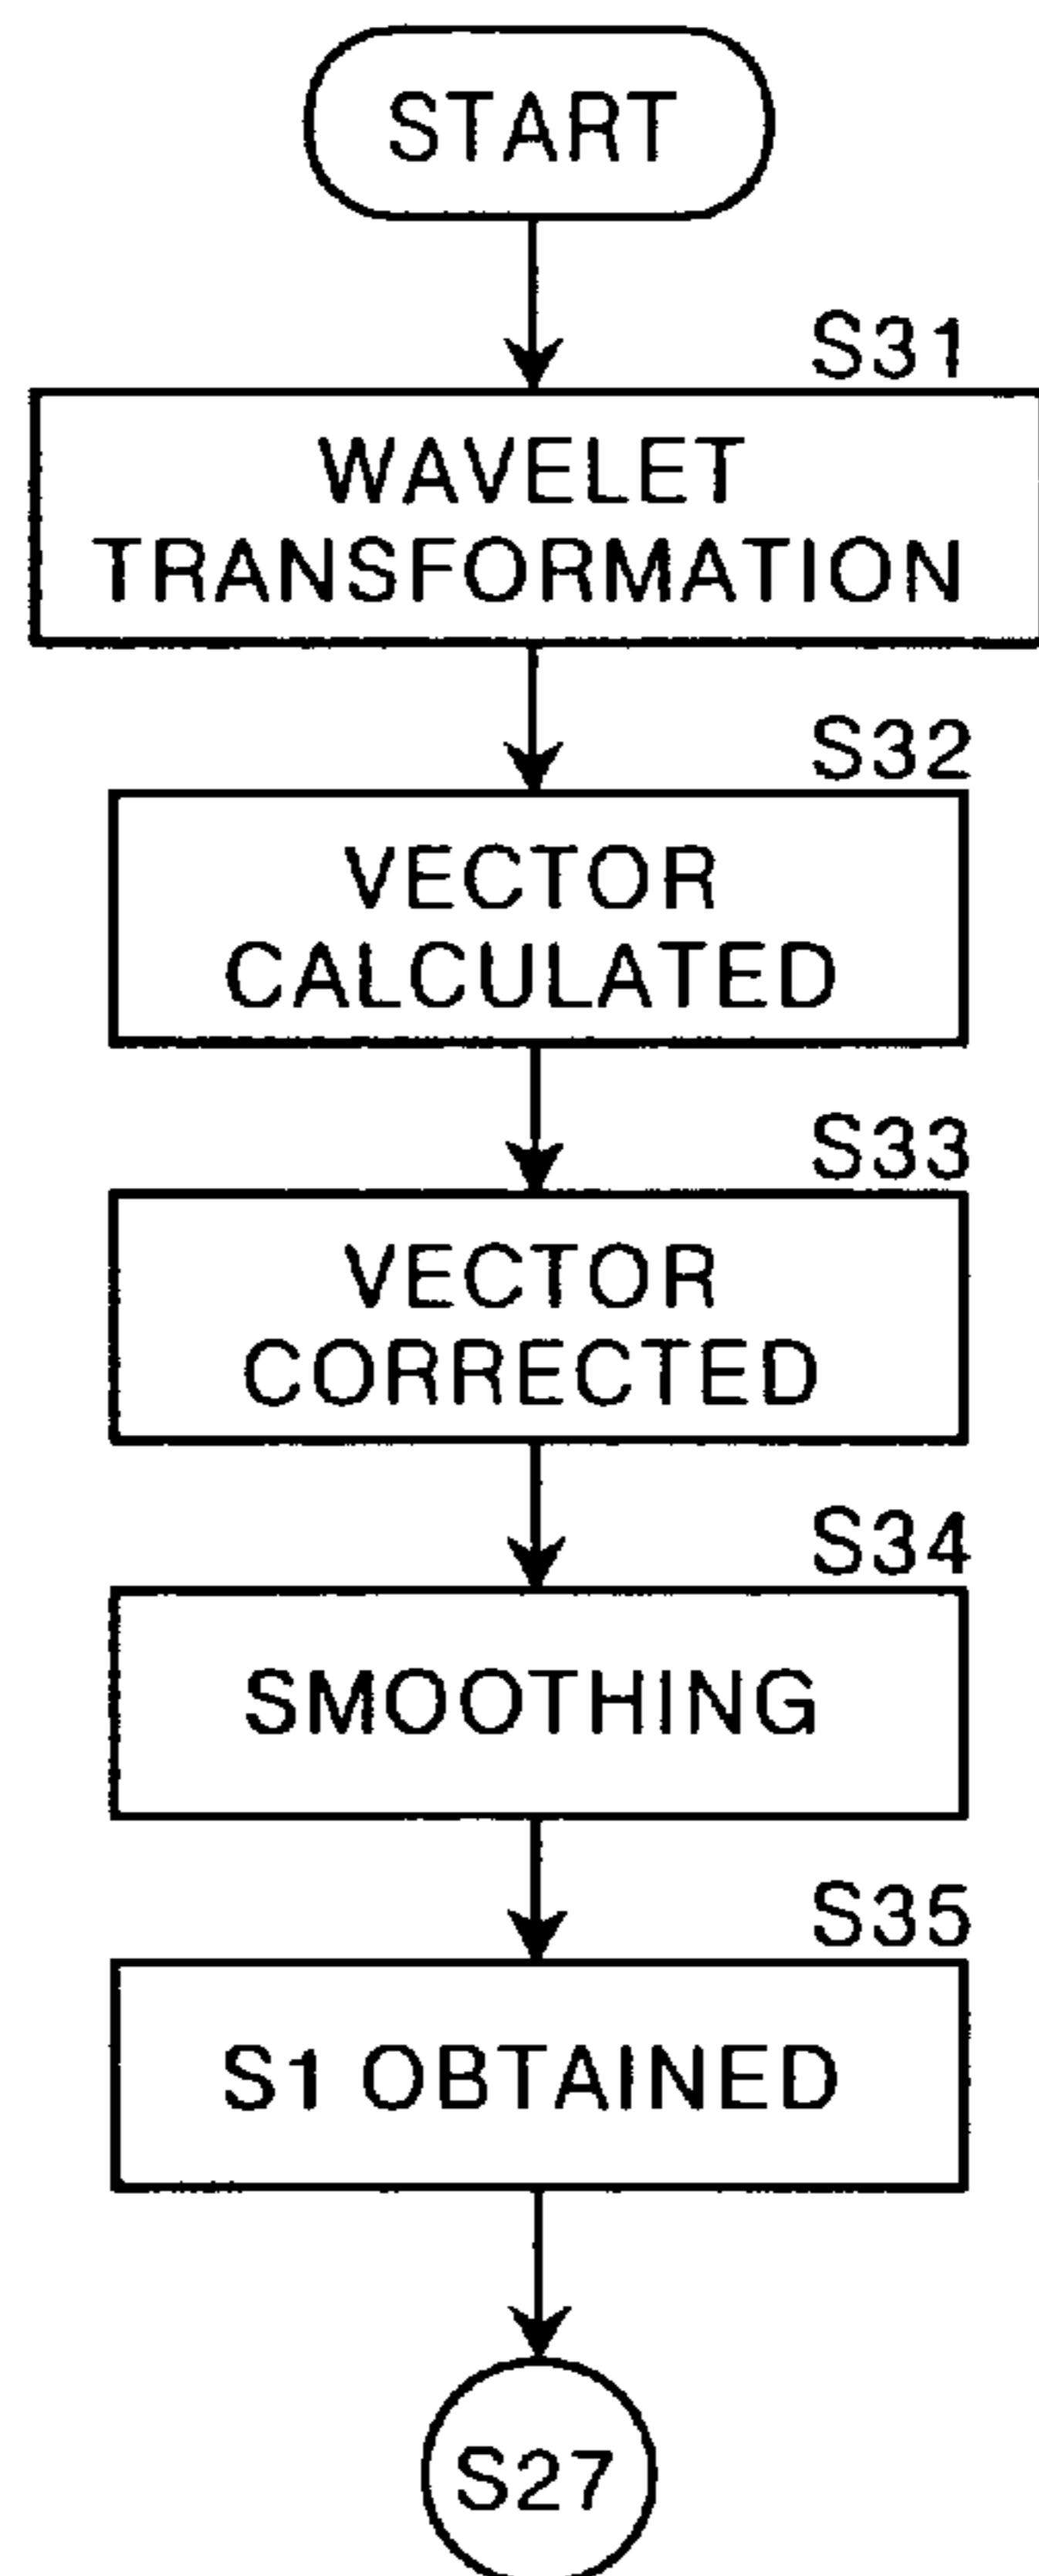 START
S31
WAVELET
TRANSFORMATION
S32
VECTOR
CALCULATED
S33
VECTOR
CORRECTED
S34
SMOOTHING
S35
S1 OBTAINED
S27